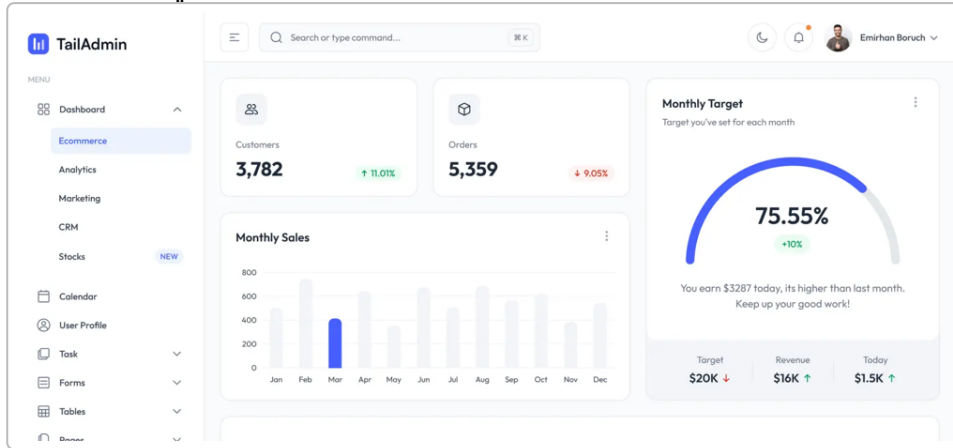 TailAdmin
Search or type command...
⌘ K
Emirhan Boruch
MENU
Dashboard
Ecommerce
Analytics
Marketing
CRM
Stocks NEW
Calendar
User Profile
Task
Forms
Tables
Pages
Customers
3,782
↑ 11.01%
Orders
5,359
↓ 9.05%
Monthly Sales
800
600
400
200
0
Jan Feb Mar Apr May Jun Jul Aug Sep Oct Nov Dec
Monthly Target
Target you've set for each month
75.55%
+10%
You earn $3287 today, its higher than last month.
Keep up your good work!
Target Revenue Today
$20K ↓ $16K ↑ $1.5K ↑